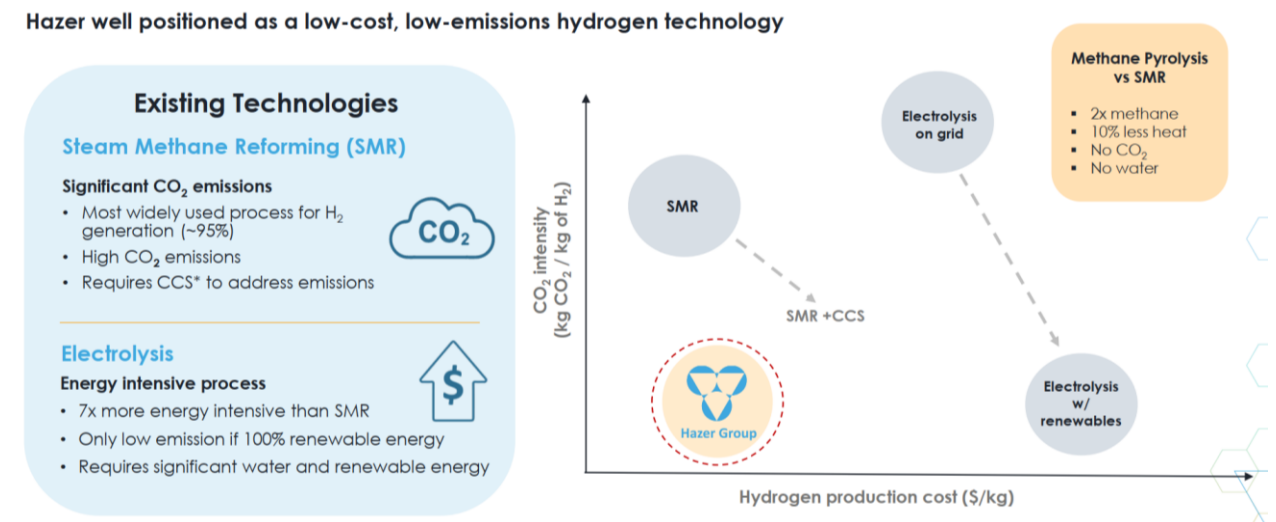 Hazer well positioned as a low-cost, low-emissions hydrogen technology
Existing Technologies
Steam Methane Reforming (SMR)
Significant CO₂ emissions
• Most widely used process for H₂
generation (~95%)
• High CO₂ emissions
• Requires CCS* to address emissions
CO₂
Electrolysis
Energy intensive process
• 7x more energy intensive than SMR
• Only low emission if 100% renewable energy
• Requires significant water and renewable energy
$
CO₂ intensity
(kg CO₂ / kg of H₂)
SMR
SMR +CCS
Electrolysis
on grid
Hazer Group
Electrolysis
w/
renewables
Hydrogen production cost ($/kg)
Methane Pyrolysis
vs SMR
▪ 2x methane
▪ 10% less heat
▪ No CO₂
▪ No water